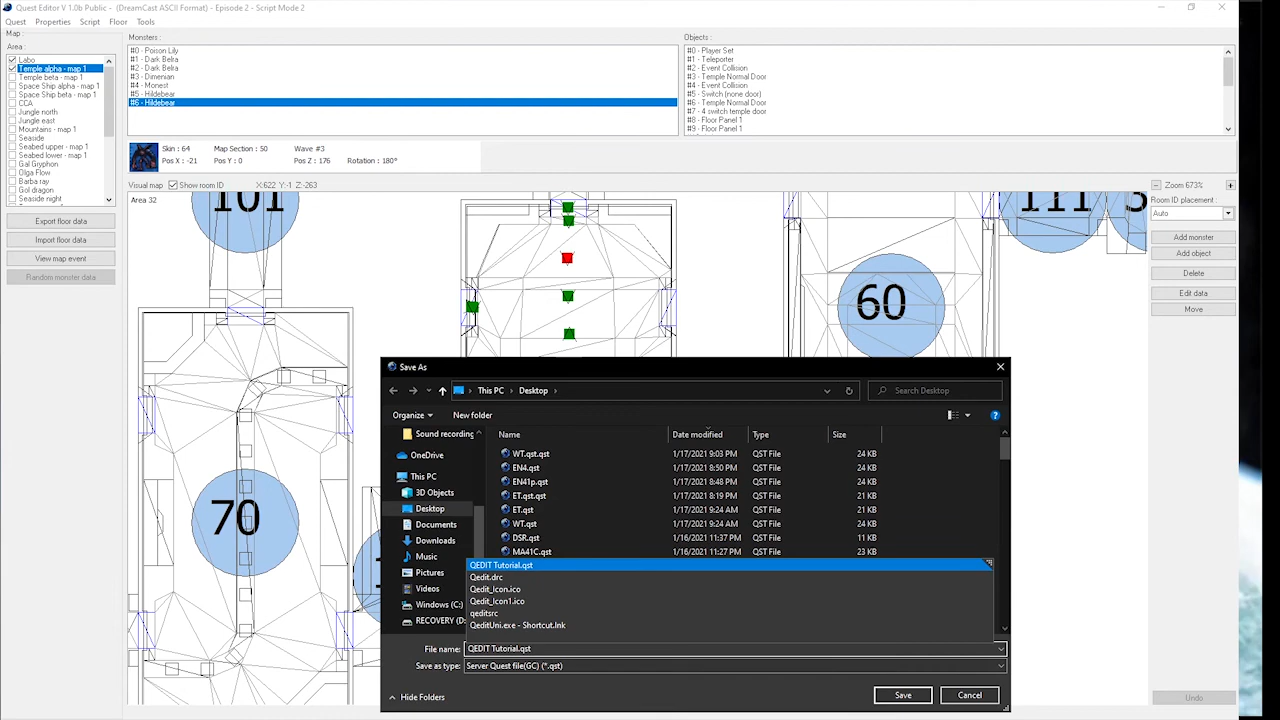 Quest Editor V 1.0b Public - (DreamCast ASCII Format) - Episode 2 - Script Mode 2
Quest Properties Script Floor Tools
Map :
Area :
Labo
Temple alpha - map 1
Temple beta - map 1
Space Ship alpha - map 1
Space Ship beta - map 1
CCA
Jungle north
Jungle east
Mountains - map 1
Seaside
Seabed upper - map 1
Seabed lower - map 1
Gal Gryphon
Olga Flow
Barba ray
Gol dragon
Seaside night
Export floor data
Import floor data
View map event
Random monster data
Monsters :
#0 - Poison Lily
#1 - Dark Belra
#2 - Dark Belra
#3 - Dimenian
#4 - Monest
#5 - Hildebear
#6 - Hildebear
Objects :
#0 - Player Set
#1 - Teleporter
#2 - Event Collision
#3 - Temple Normal Door
#4 - Event Collision
#5 - Switch (none door)
#6 - Temple Normal Door
#7 - 4 switch temple door
#8 - Floor Panel 1
#9 - Floor Panel 1
Skin : 64 Map Section : 50 Wave #3
Pos X : -21 Pos Y : 0 Pos Z : 176 Rotation : 180°
Visual map Show room ID X:622 Y:-1 Z:-263
Zoom 673%
Area 32
101
60
70
111
Room ID placement :
Auto
Add monster
Add object
Delete
Edit data
Move
Undo
Save As
This PC > Desktop >
Search Desktop
Organize New folder
Sound recording
OneDrive
This PC
3D Objects
Desktop
Documents
Downloads
Music
Pictures
Videos
Windows (C:)
RECOVERY (D:
Name Date modified Type Size
WT.qst.qst 1/17/2021 9:03 PM QST File 24 KB
EN4.qst 1/17/2021 8:50 PM QST File 24 KB
EN41p.qst 1/17/2021 8:48 PM QST File 24 KB
ET.qst.qst 1/17/2021 8:19 PM QST File 21 KB
ET.qst 1/17/2021 9:24 AM QST File 21 KB
WT.qst 1/17/2021 9:24 AM QST File 24 KB
DSR.qst 1/16/2021 11:37 PM QST File 11 KB
MA41C.qst 1/16/2021 11:27 PM QST File 23 KB
QEDIT Tutorial.qst
Qedit.drc
Qedit_Icon.ico
Qedit_Icon1.ico
qeditsrc
QeditUni.exe - Shortcut.lnk
File name: QEDIT Tutorial.qst
Save as type: Server Quest file(GC) (*.qst)
Hide Folders
Save
Cancel